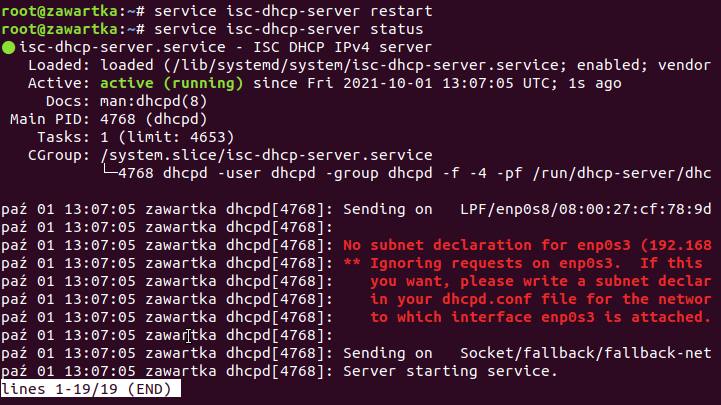 root@zawartka:~# service isc-dhcp-server restart
root@zawartka:~# service isc-dhcp-server status
● isc-dhcp-server.service - ISC DHCP IPv4 server
   Loaded: loaded (/lib/systemd/system/isc-dhcp-server.service; enabled; vendor
   Active: active (running) since Fri 2021-10-01 13:07:05 UTC; 1s ago
     Docs: man:dhcpd(8)
 Main PID: 4768 (dhcpd)
    Tasks: 1 (limit: 4653)
   CGroup: /system.slice/isc-dhcp-server.service
           └─4768 dhcpd -user dhcpd -group dhcpd -f -4 -pf /run/dhcp-server/dhc
paź 01 13:07:05 zawartka dhcpd[4768]: Sending on   LPF/enp0s8/08:00:27:cf:78:9d
paź 01 13:07:05 zawartka dhcpd[4768]:
paź 01 13:07:05 zawartka dhcpd[4768]: No subnet declaration for enp0s3 (192.168
paź 01 13:07:05 zawartka dhcpd[4768]: ** Ignoring requests on enp0s3.  If this
paź 01 13:07:05 zawartka dhcpd[4768]:    you want, please write a subnet declar
paź 01 13:07:05 zawartka dhcpd[4768]:    in your dhcpd.conf file for the networ
paź 01 13:07:05 zawartka dhcpd[4768]:    to which interface enp0s3 is attached.
paź 01 13:07:05 zawartka dhcpd[4768]:
paź 01 13:07:05 zawartka dhcpd[4768]: Sending on   Socket/fallback/fallback-net
paź 01 13:07:05 zawartka dhcpd[4768]: Server starting service.
lines 1-19/19 (END)